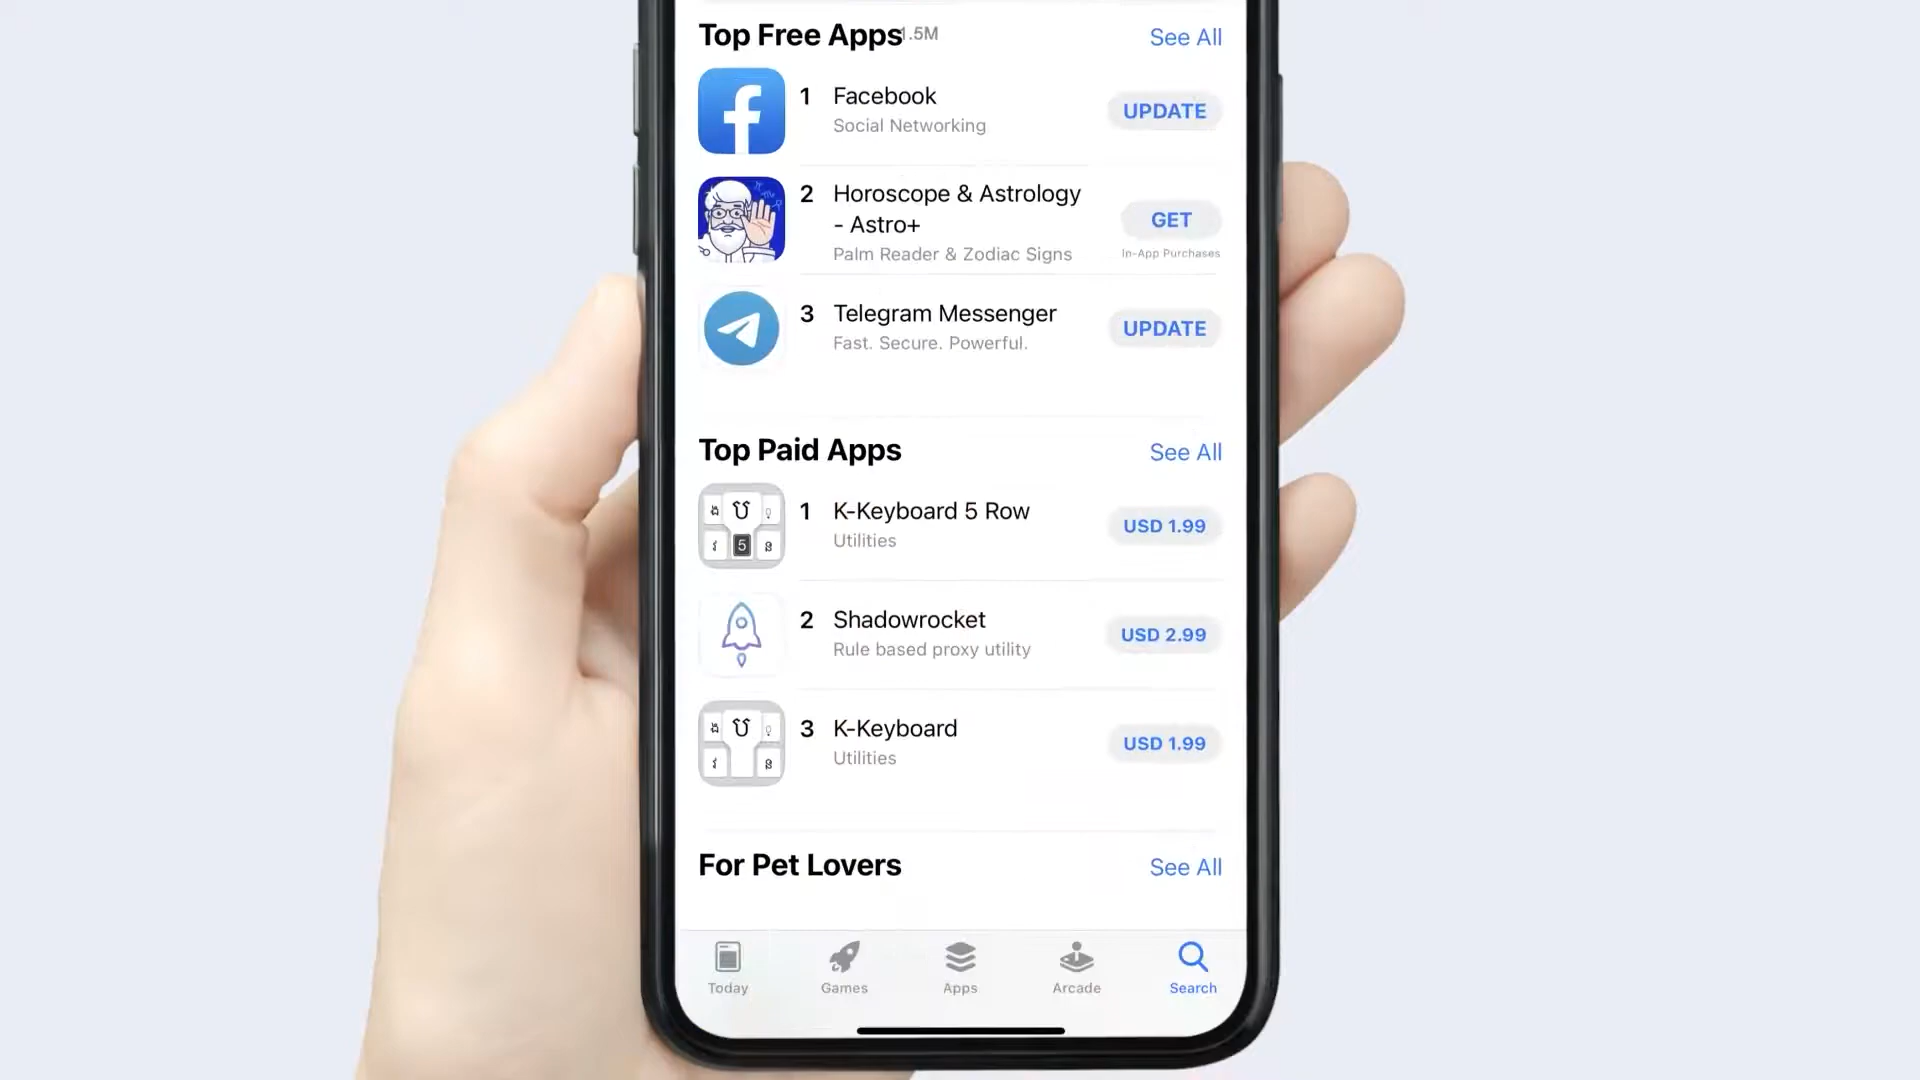 Top Free Apps
1.5M
See All
1 Facebook
Social Networking
UPDATE
2 Horoscope & Astrology
- Astro+
Palm Reader & Zodiac Signs
GET
In-App Purchases
3 Telegram Messenger
Fast. Secure. Powerful.
UPDATE
Top Paid Apps
See All
5
1 K-Keyboard 5 Row
Utilities
USD 1.99
2 Shadowrocket
Rule based proxy utility
USD 2.99
3 K-Keyboard
Utilities
USD 1.99
For Pet Lovers
See All
Today
Games
Apps
Arcade
Search